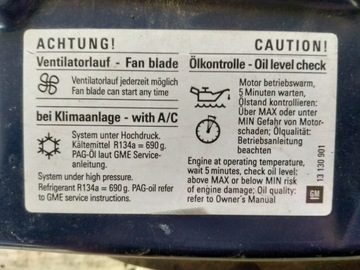 ACHTUNG!
CAUTION!
Ventilatorlauf - Fan blade
Ventilatorlauf jederzeit möglich
Fan blade can start any time
bei Klimaanlage - with A/C
System unter Hochdruck.
Kältemittel R134a = 690 g.
PAG-Öl laut GME Service-
anleitung.
System under high pressure.
Refrigerant R134a = 690 g. PAG-oil refer
to GME service instructions.
Ölkontrolle - Oil level check
Motor betriebswarm,
5 Minuten warten,
Ölstand kontrollieren:
Über MAX oder unter
MIN Gefahr von Motor-
schaden; Ölqualität:
Betriebsanleitung
beachten
Engine at operating temperature,
wait 5 minutes, check oil level:
above MAX or below MIN risk
of engine damage; Oil quality:
refer to Owner's Manual
GM
13 130 901